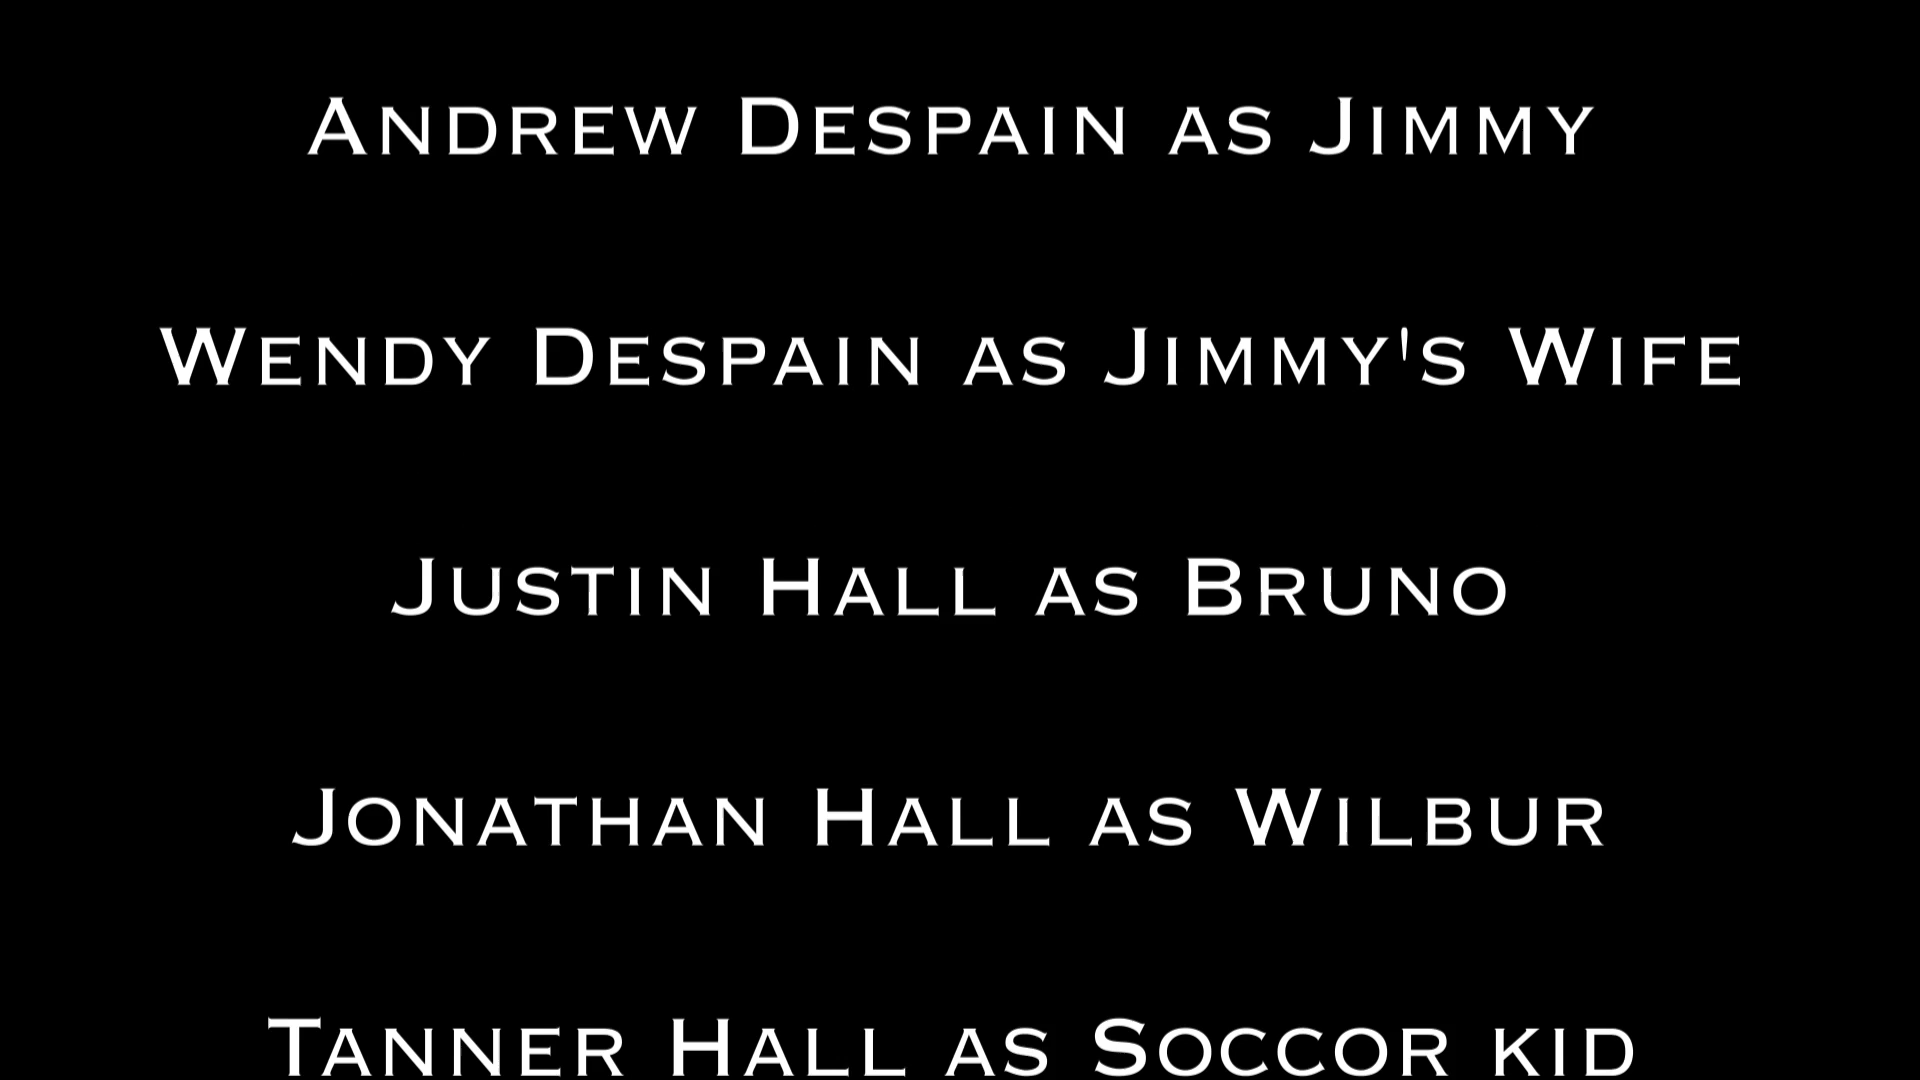 Andrew Despain as Jimmy
Wendy Despain as Jimmy's Wife
Justin Hall as Bruno
Jonathan Hall as Wilbur
Tanner Hall as Soccor kid